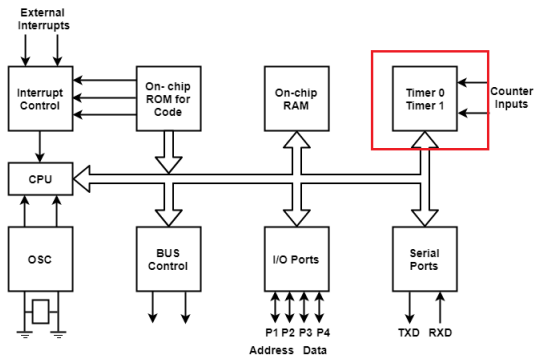 External
Interrupts
Interrupt
Control
On- chip
ROM for
Code
On-chip
RAM
Timer 0
Timer 1
Counter
Inputs
CPU
OSC
BUS
Control
I/O Ports
Serial
Ports
P1 P2 P3 P4
TXD RXD
Address Data